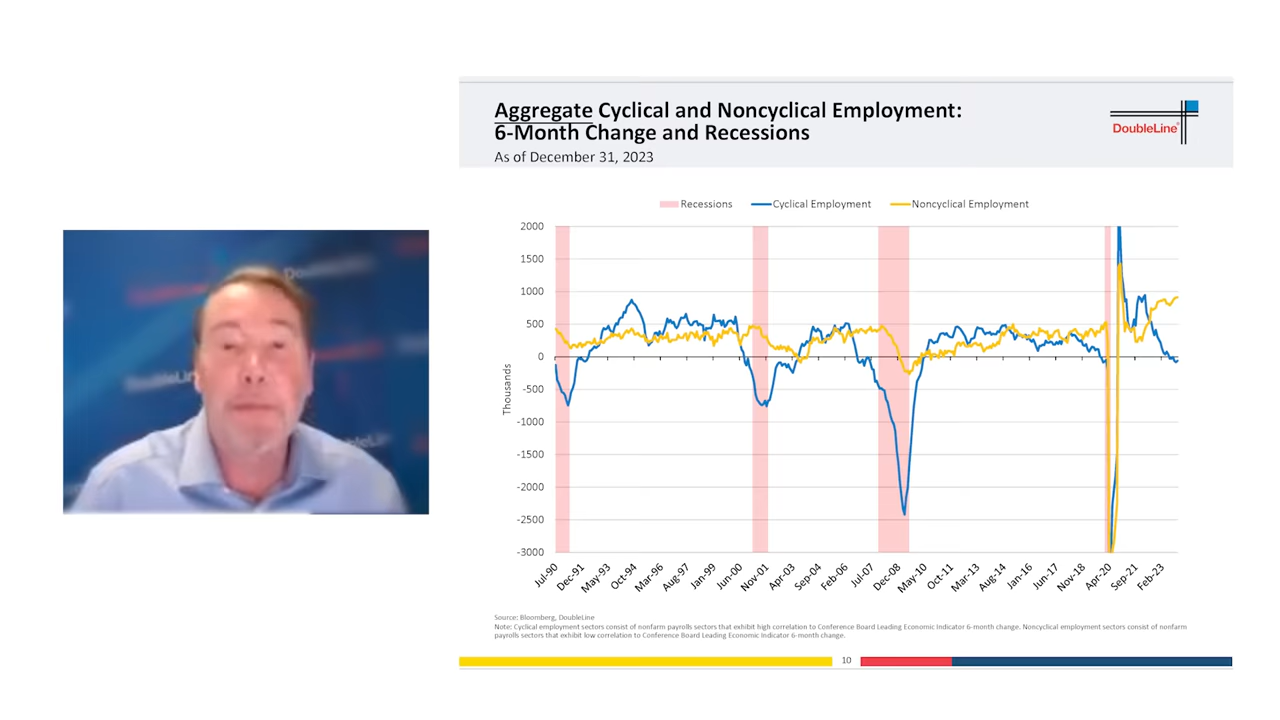 Aggregate Cyclical and Noncyclical Employment:
6-Month Change and Recessions
As of December 31, 2023
DoubleLine®
Recessions
Cyclical Employment
Noncyclical Employment
2000
1500
1000
500
0
-500
-1000
-1500
-2000
-2500
-3000
Thousands
Jul-90
Dec-91
May-93
Oct-94
Mar-96
Aug-97
Jan-99
Jun-00
Nov-01
Apr-03
Sep-04
Feb-06
Jul-07
Dec-08
May-10
Oct-11
Mar-13
Aug-14
Jan-16
Jun-17
Nov-18
Apr-20
Sep-21
Feb-23
Source: Bloomberg, DoubleLine
Note: Cyclical employment sectors consist of nonfarm payrolls sectors that exhibit high correlation to Conference Board Leading Economic Indicator 6-month change. Noncyclical employment sectors consist of nonfarm
payrolls sectors that exhibit low correlation to Conference Board Leading Economic Indicator 6-month change.
10